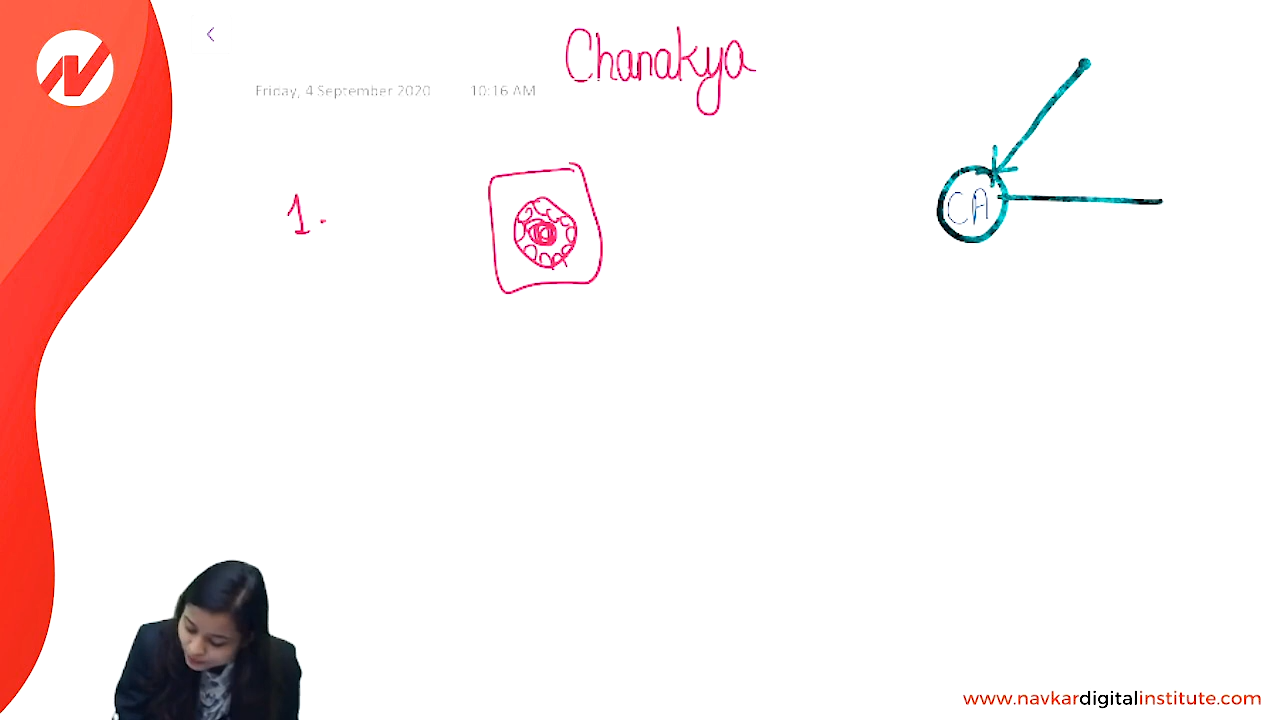 Chanakya
Friday, 4 September 2020 10:16 AM
1.
CA
www.navkardigitalinstitute.com